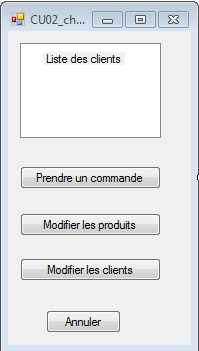 CU02_ch...
Liste des clients
Prendre un commande
Modifier les produits
Modifier les clients
Annuler